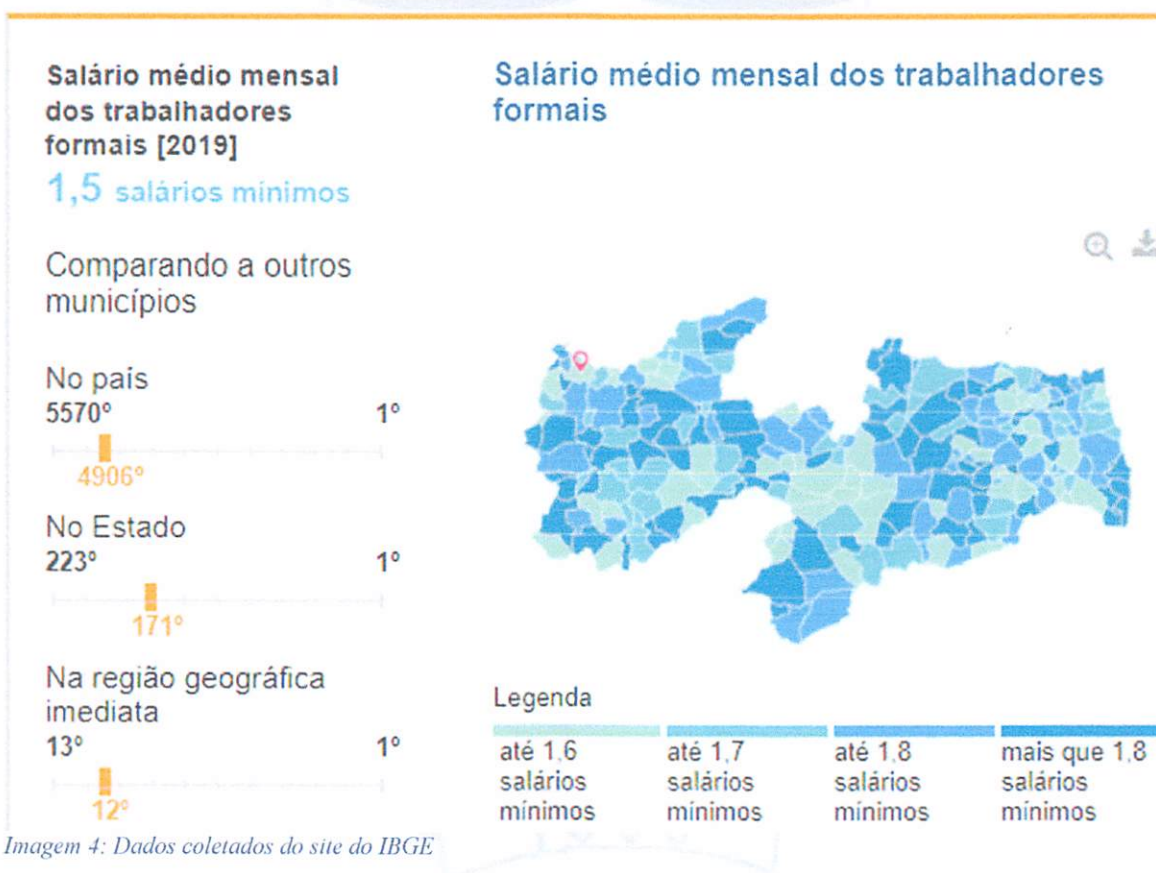 Salário médio mensal
dos trabalhadores
formais [2019]
1,5 salários mínimos
Comparando a outros
municípios
No país
5570º 1º
4906º
No Estado
223º 1º
171º
Na região geográfica
imediata
13º 1º
12º
Salário médio mensal dos trabalhadores
formais
Legenda
até 1,6
salários
mínimos
até 1,7
salários
mínimos
até 1,8
salários
mínimos
mais que 1,8
salários
mínimos
Imagem 4: Dados coletados do site do IBGE